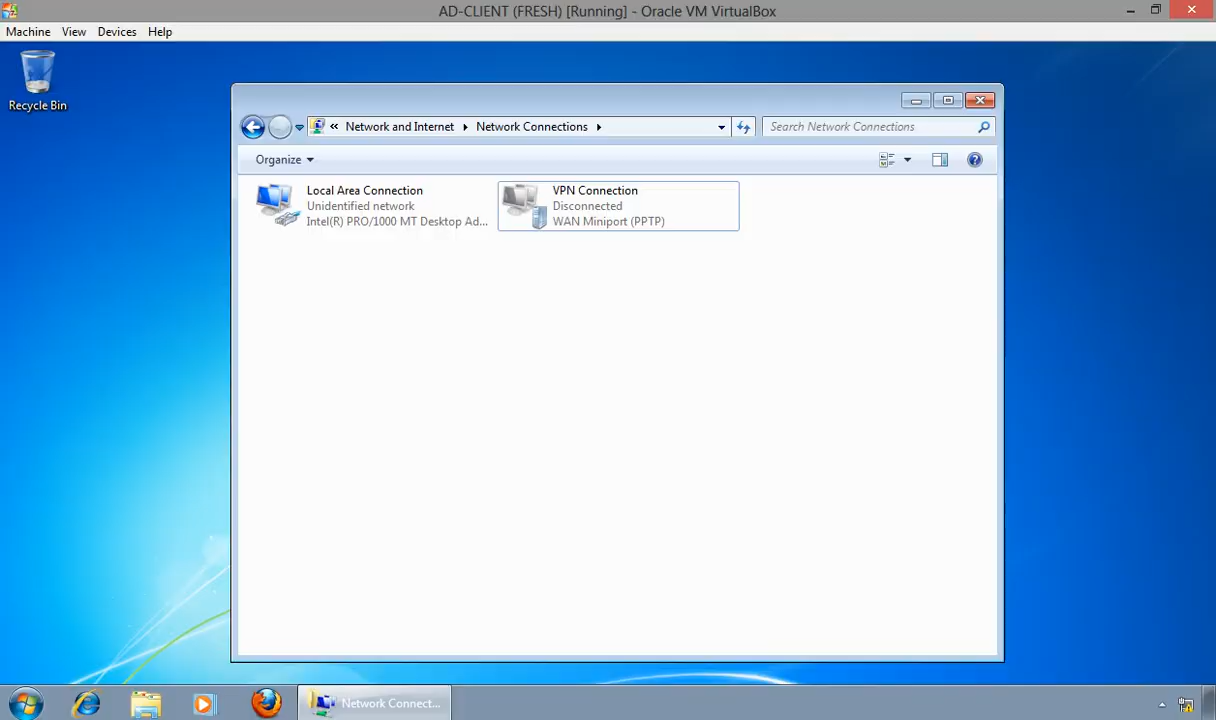 AD-CLIENT (FRESH) [Running] - Oracle VM VirtualBox
Machine View Devices Help
Recycle Bin
« Network and Internet Network Connections
Search Network Connections
Organize
Local Area Connection
Unidentified network
Intel(R) PRO/1000 MT Desktop Ad...
VPN Connection
Disconnected
WAN Miniport (PPTP)
Network Connect...